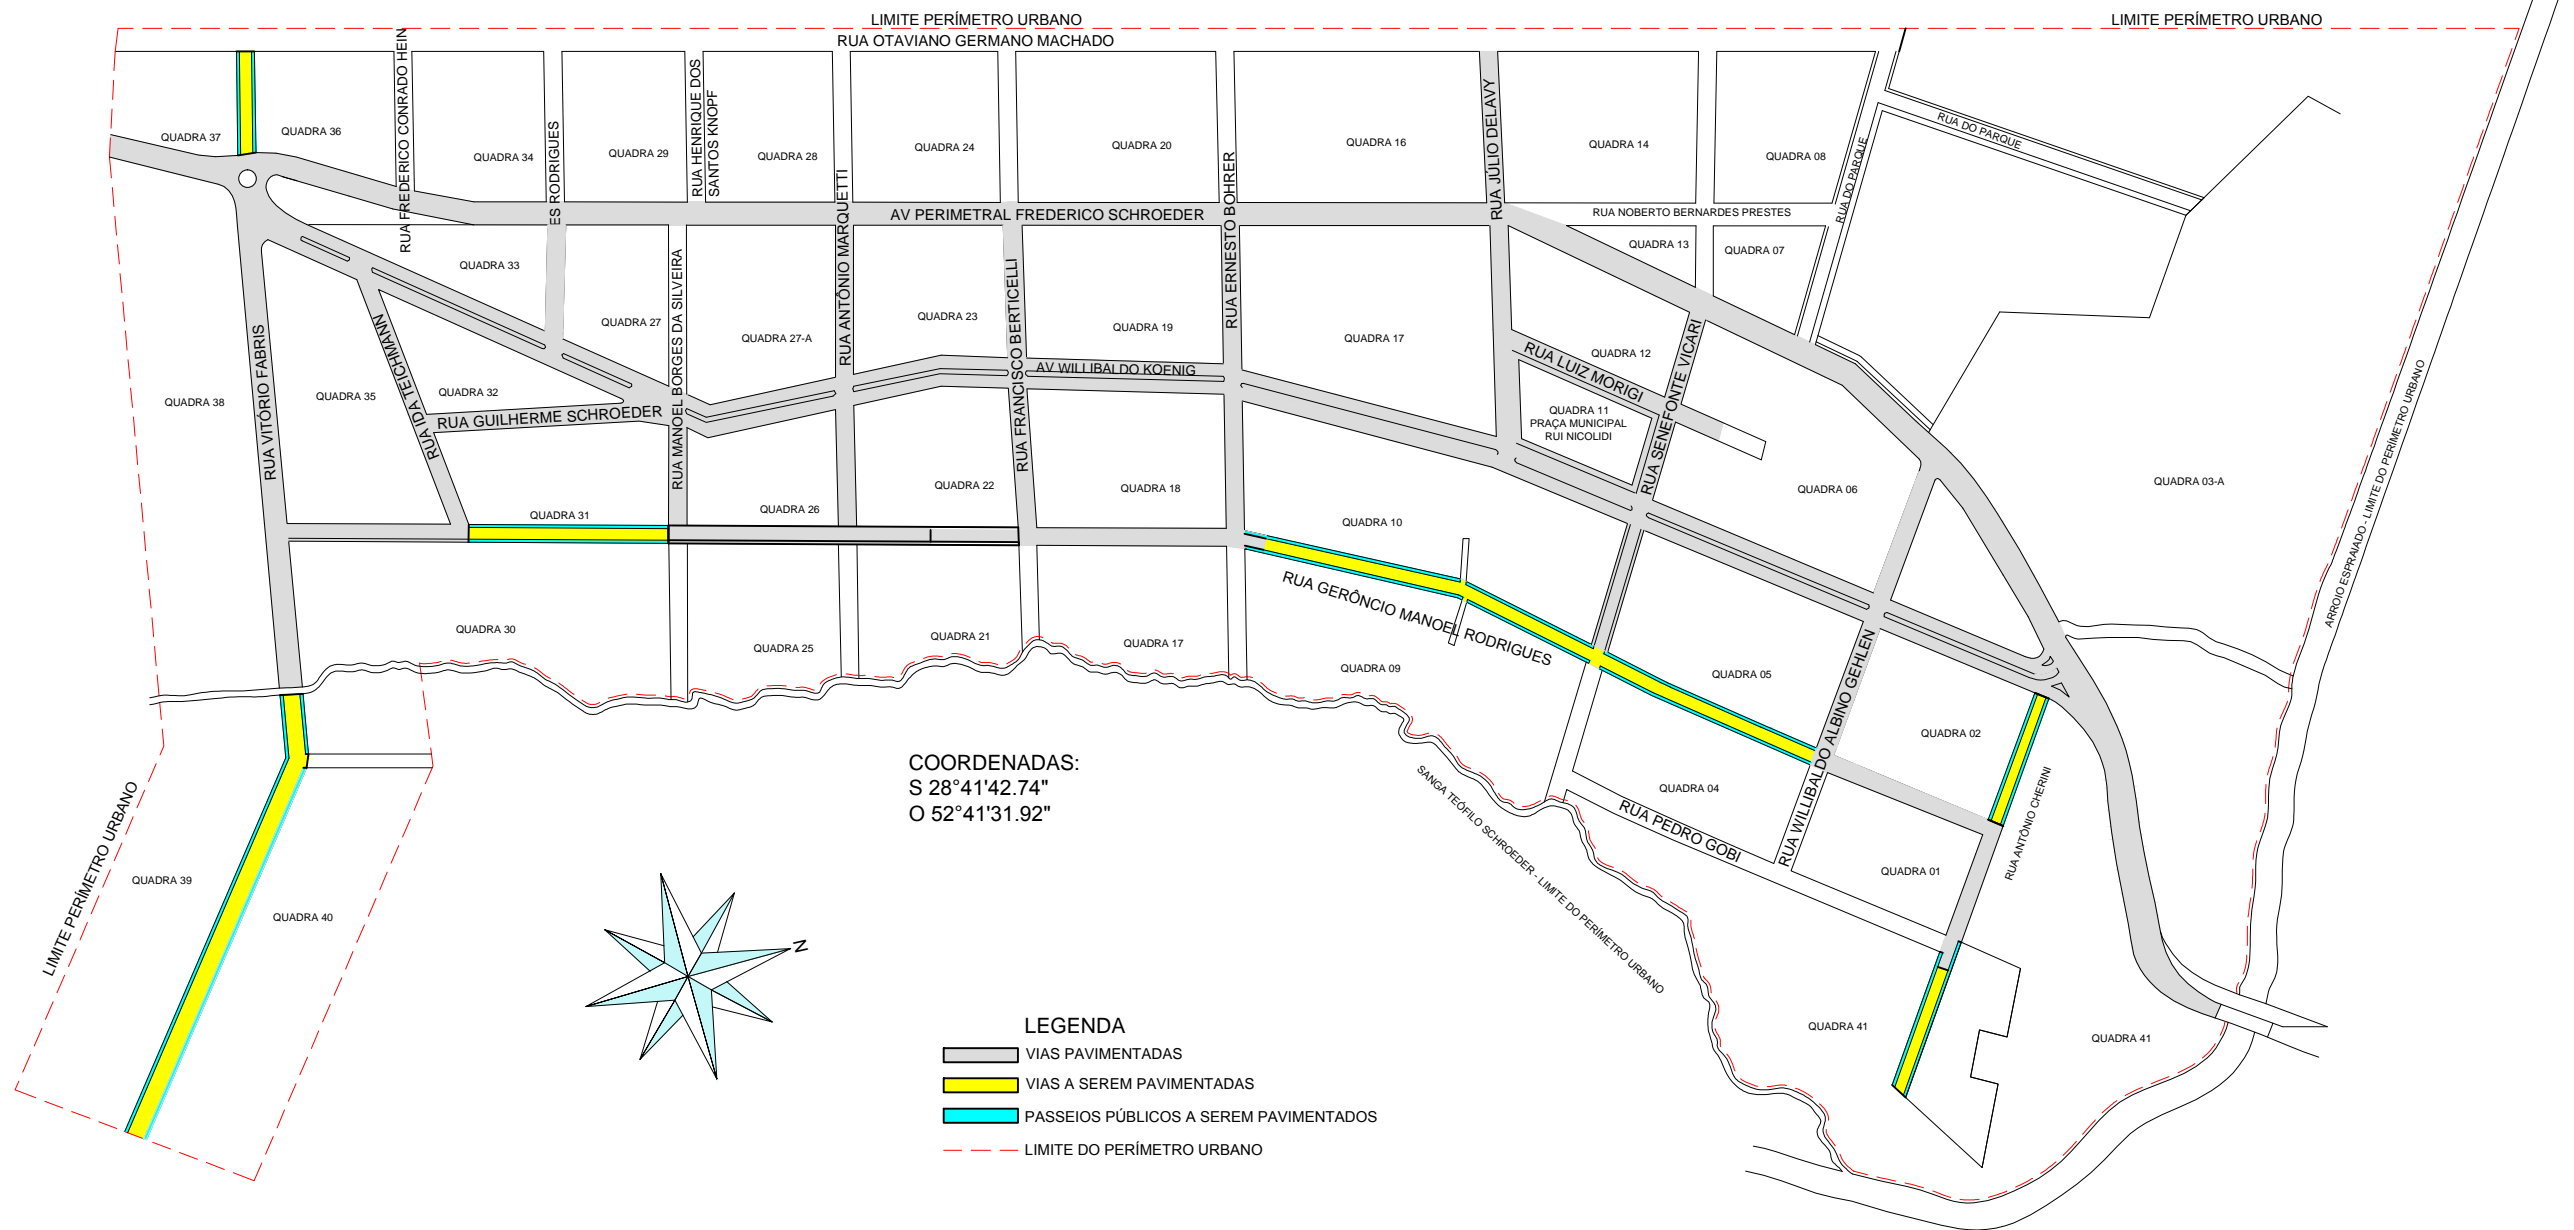 LIMITE PERÍMETRO URBANO
LIMITE PERÍMETRO URBANO
RUA OTAVIANO GERMANO MACHADO
RUA FREDERICO CONRADO HEIN
ES RODRIGUES
RUA HENRIQUE DOS
SANTOS KNOPF
RUA ANTÔNIO MARQUETTI
RUA ERNESTO BOHRER
RUA JÚLIO DELAVY
RUA DO PARQUE
RUA DO PARQUE
QUADRA 37
QUADRA 36
QUADRA 34
QUADRA 29
QUADRA 28
QUADRA 24
QUADRA 20
QUADRA 16
QUADRA 14
QUADRA 08
AV PERIMETRAL FREDERICO SCHROEDER
RUA NOBERTO BERNARDES PRESTES
QUADRA 33
QUADRA 27
QUADRA 27-A
QUADRA 23
QUADRA 19
QUADRA 17
QUADRA 13
QUADRA 07
QUADRA 12
RUA VITÓRIO FABRIS
RUA IDA TEICHMANN
RUA MANOEL BORGES DA SILVEIRA
RUA FRANCISCO BERTICELLI
AV WILLIBALDO KOENIG
RUA LUIZ MORIGI
RUA SENEFONTE VICARI
QUADRA 38
QUADRA 35
QUADRA 32
RUA GUILHERME SCHROEDER
QUADRA 11
PRAÇA MUNICIPAL
RUI NICOLIDI
QUADRA 31
QUADRA 26
QUADRA 22
QUADRA 18
QUADRA 10
QUADRA 06
QUADRA 03-A
ARROIO ESPRAIADO - LIMITE DO PERÍMETRO URBANO
QUADRA 30
QUADRA 25
QUADRA 21
QUADRA 17
QUADRA 09
RUA GERÔNCIO MANOEL RODRIGUES
QUADRA 05
RUA WILLIBALDO ALBINO GEHLEN
QUADRA 02
QUADRA 04
RUA PEDRO GOBI
RUA ANTÔNIO CHERINI
QUADRA 01
SANGA TEÓFILO SCHROEDER - LIMITE DO PERÍMETRO URBANO
COORDENADAS:
S 28°41'42.74"
O 52°41'31.92"
LIMITE PERÍMETRO URBANO
QUADRA 39
QUADRA 40
N
QUADRA 41
QUADRA 41
LEGENDA
VIAS PAVIMENTADAS
VIAS A SEREM PAVIMENTADAS
PASSEIOS PÚBLICOS A SEREM PAVIMENTADOS
LIMITE DO PERÍMETRO URBANO